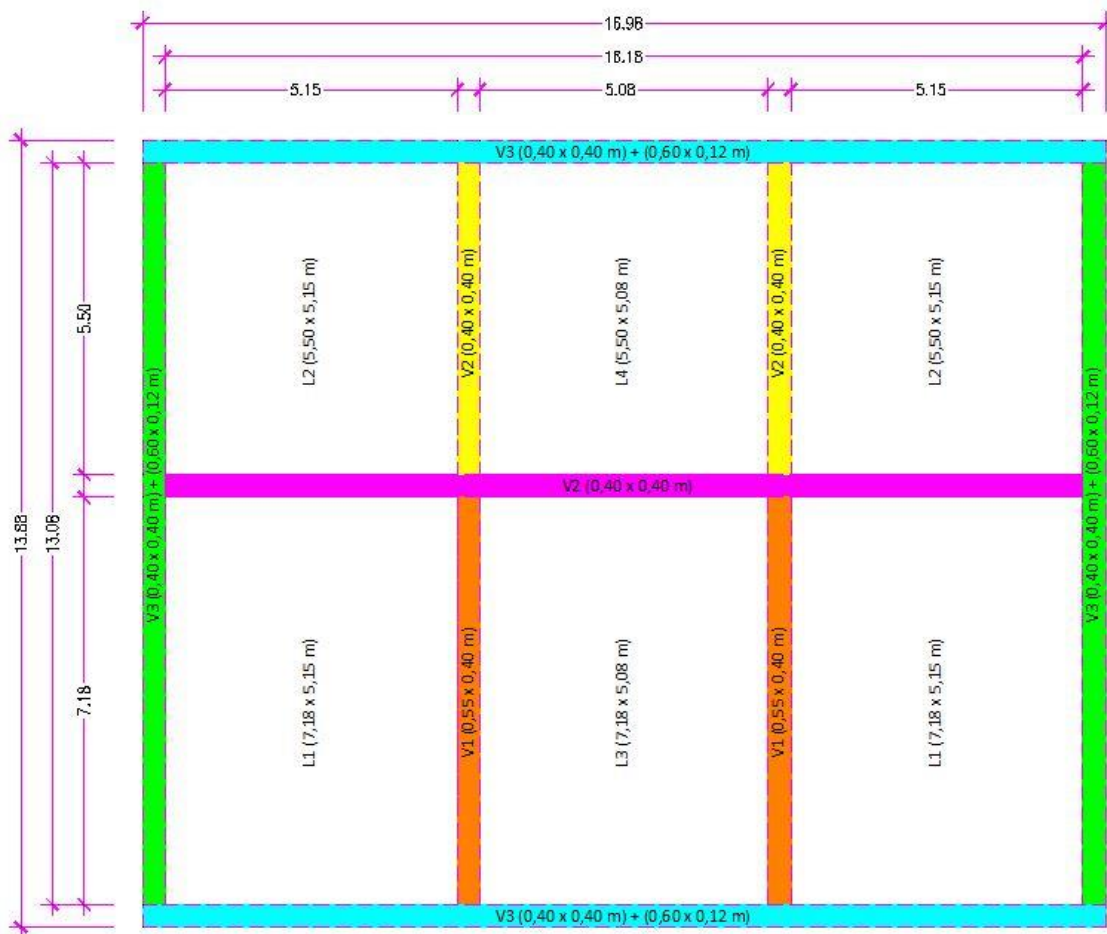 16.98
16.18
5.15
5.08
5.15
V3 (0,40 x 0,40 m) + (0,60 x 0,12 m)
13.88
13.08
5.50
7.18
V3 (0,40 x 0,40 m) + (0,60 x 0,12 m)
L2 (5,50 x 5,15 m)
V2 (0,40 x 0,40 m)
L4 (5,50 x 5,08 m)
V2 (0,40 x 0,40 m)
L2 (5,50 x 5,15 m)
V3 (0,40 x 0,40 m) + (0,60 x 0,12 m)
V2 (0,40 x 0,40 m)
L1 (7,18 x 5,15 m)
V1 (0,55 x 0,40 m)
L3 (7,18 x 5,08 m)
V1 (0,55 x 0,40 m)
L1 (7,18 x 5,15 m)
V3 (0,40 x 0,40 m) + (0,60 x 0,12 m)